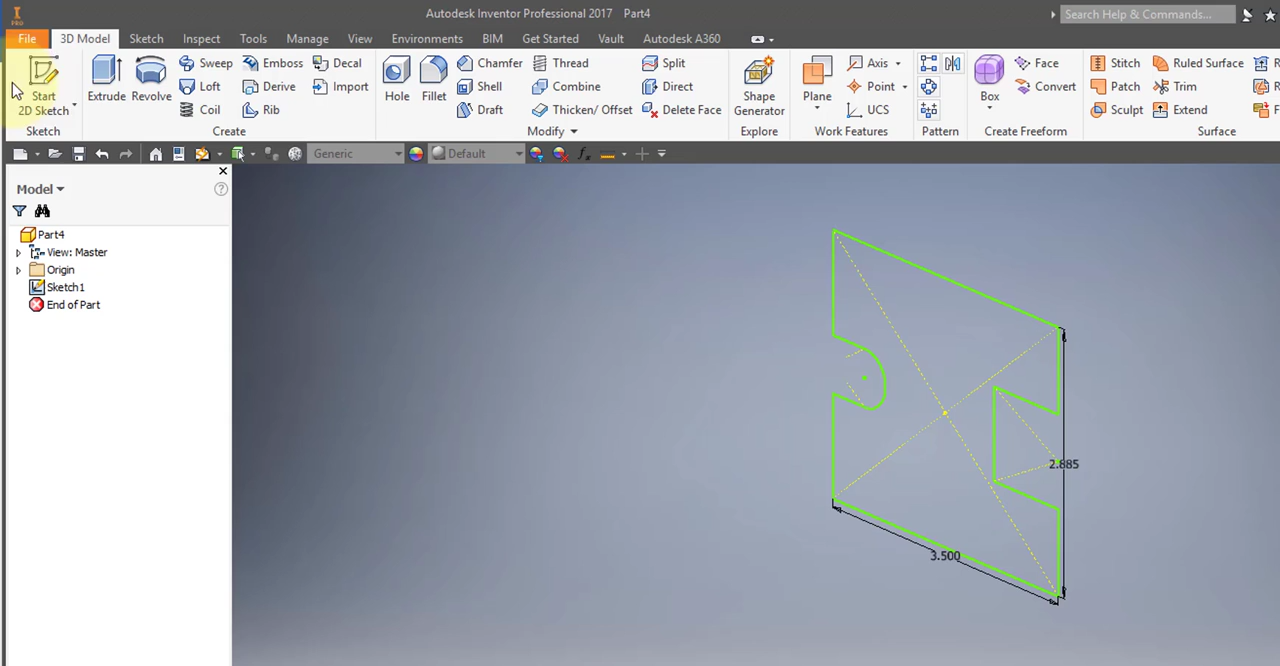 Autodesk Inventor Professional 2017 Part4
Search Help & Commands...
PRO
File 3D Model Sketch Inspect Tools Manage View Environments BIM Get Started Vault Autodesk A360
Start
2D Sketch
Extrude
Revolve
Sweep
Loft
Coil
Emboss
Derive
Rib
Decal
Import
Hole
Fillet
Chamfer
Shell
Draft
Thread
Combine
Thicken/ Offset
Split
Direct
Delete Face
Shape
Generator
Plane
Axis
Point
UCS
Box
Face
Convert
Stitch
Patch
Sculpt
Ruled Surface
Trim
Extend
Sketch Create Modify Explore Work Features Pattern Create Freeform Surface
Generic
Default
fx
Model
Part4
View: Master
Origin
Sketch1
End of Part
2.885
3.500